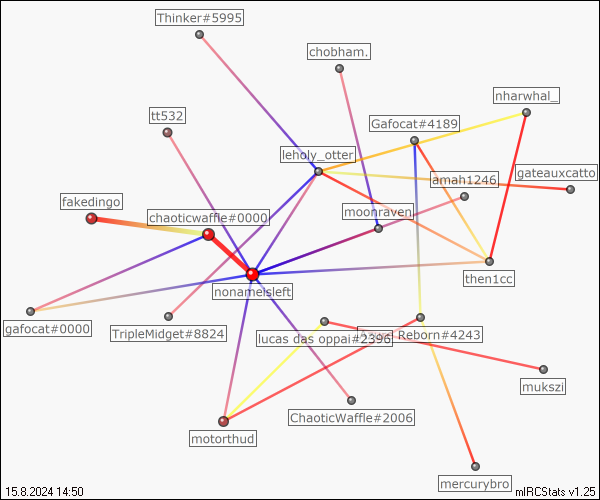 Thinker#5995
chobham.
nharwhal_
tt532
Gafocat#4189
leholy_otter
gateauxcatto
amah1246
fakedingo
moonraven
chaoticwaffle#0000
then1cc
nonameisleft
gafocat#0000
TripleMidget#8824
lucas das oppai#2396
Reborn#4243
mukszi
ChaoticWaffle#2006
motorthud
mercurybro
15.8.2024 14:50
mIRCStats v1.25